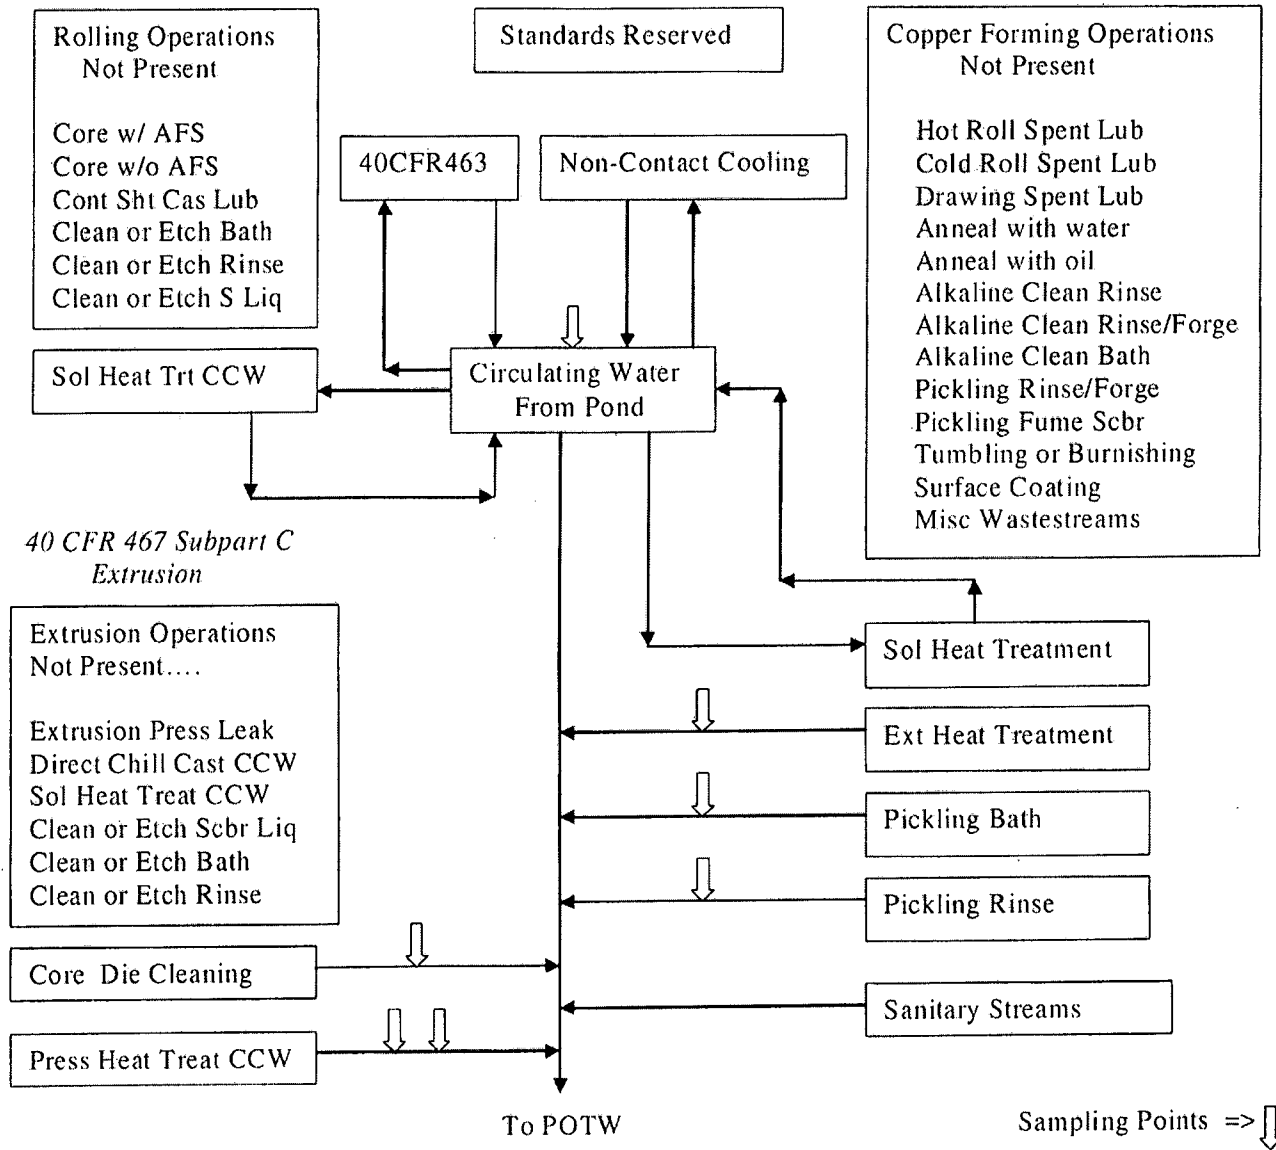 Rolling Operations
Not Present
Core w/ AFS
Core w/o AFS
Cont Sht Cas Lub
Clean or Etch Bath
Clean or Etch Rinse
Clean or Etch S Liq
Standards Reserved
Copper Forming Operations
Not Present
Hot Roll Spent Lub
Cold Roll Spent Lub
Drawing Spent Lub
Anneal with water
Anneal with oil
Alkaline Clean Rinse
Alkaline Clean Rinse/Forge
Alkaline Clean Bath
Pickling Rinse/Forge
Pickling Fume Scbr
Tumbling or Burnishing
Surface Coating
Misc Wastestreams
40CFR463
Non-Contact Cooling
Sol Heat Trt CCW
Circulating Water
From Pond
40 CFR 467 Subpart C
Extrusion
Extrusion Operations
Not Present....
Extrusion Press Leak
Direct Chill Cast CCW
Sol Heat Treat CCW
Clean or Etch Scbr Liq
Clean or Etch Bath
Clean or Etch Rinse
Sol Heat Treatment
Ext Heat Treatment
Pickling Bath
Pickling Rinse
Core Die Cleaning
Sanitary Streams
Press Heat Treat CCW
To POTW
Sampling Points =>